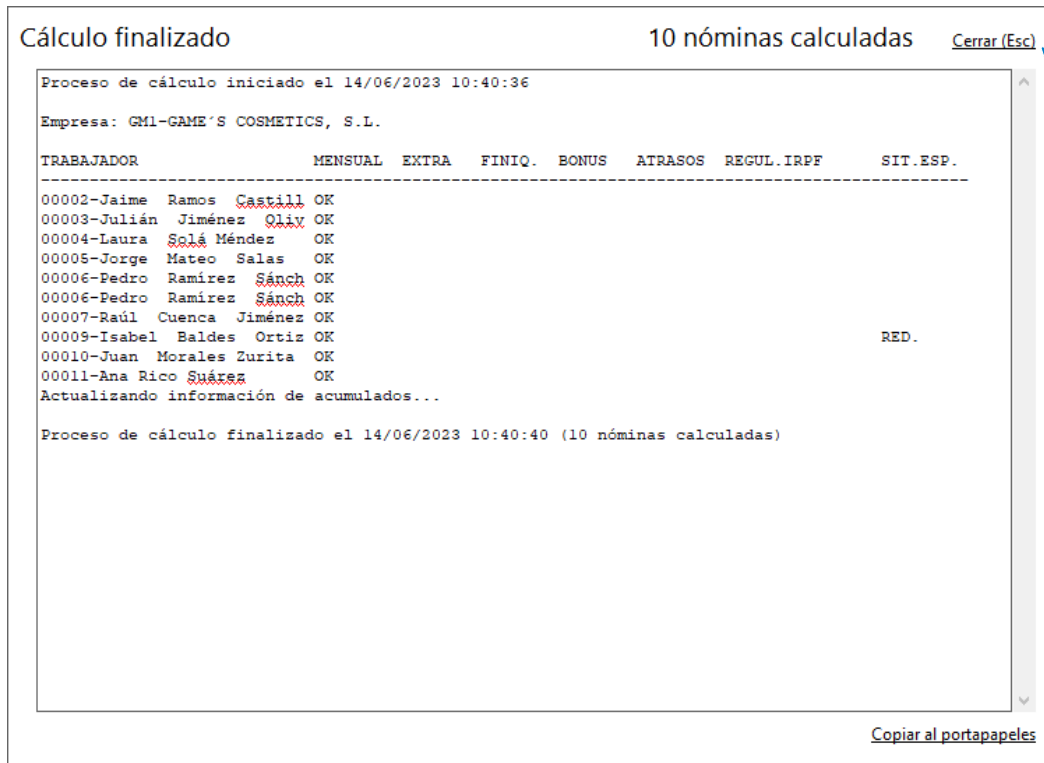 Cálculo finalizado 10 nóminas calculadas Cerrar (Esc)
Proceso de cálculo iniciado el 14/06/2023 10:40:36
Empresa: GM1-GAME´S COSMETICS, S.L.
TRABAJADOR MENSUAL EXTRA FINIQ. BONUS ATRASOS REGUL.IRPF SIT.ESP.
00002-Jaime Ramos Castill OK
00003-Julián Jiménez Oliv OK
00004-Laura Solá Méndez OK
00005-Jorge Mateo Salas OK
00006-Pedro Ramírez Sánch OK
00006-Pedro Ramírez Sánch OK
00007-Raúl Cuenca Jiménez OK
00009-Isabel Baldes Ortiz OK RED.
00010-Juan Morales Zurita OK
00011-Ana Rico Suárez OK
Actualizando información de acumulados...
Proceso de cálculo finalizado el 14/06/2023 10:40:40 (10 nóminas calculadas)
Copiar al portapapeles